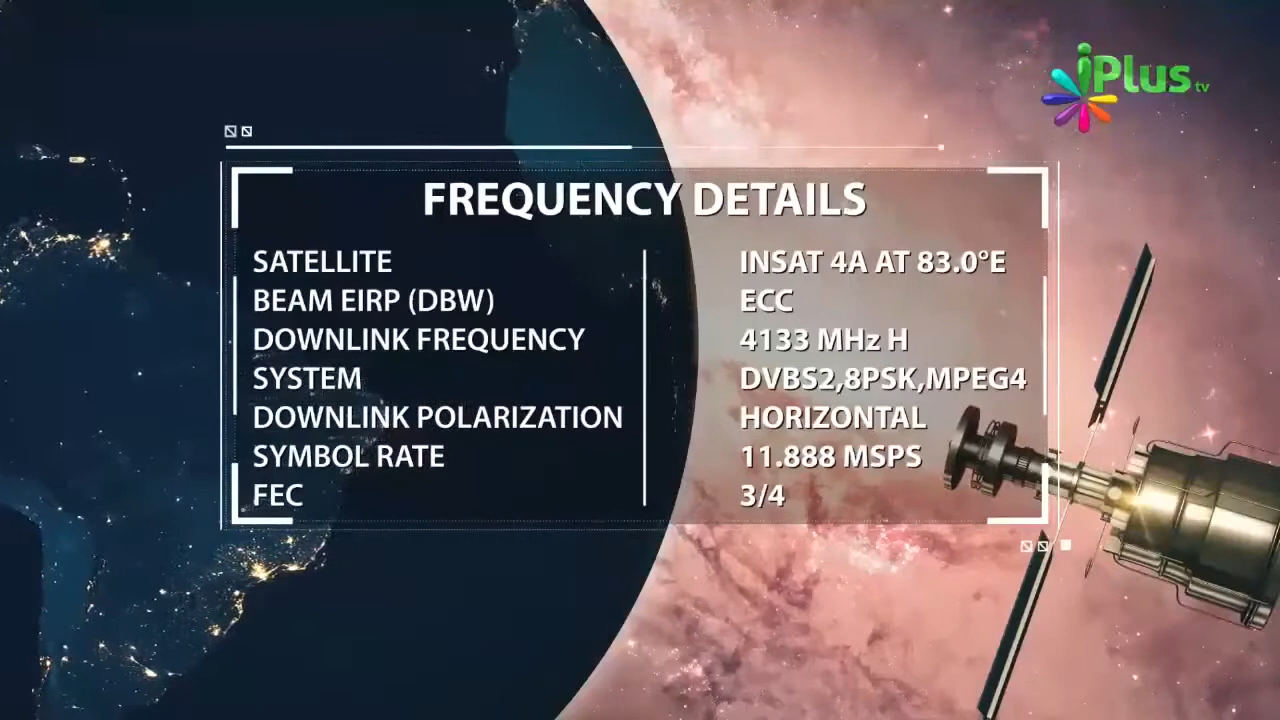 iPlus tv
FREQUENCY DETAILS
SATELLITE INSAT 4A AT 83.0°E
BEAM EIRP (DBW) ECC
DOWNLINK FREQUENCY 4133 MHz H
SYSTEM DVBS2,8PSK,MPEG4
DOWNLINK POLARIZATION HORIZONTAL
SYMBOL RATE 11.888 MSPS
FEC 3/4